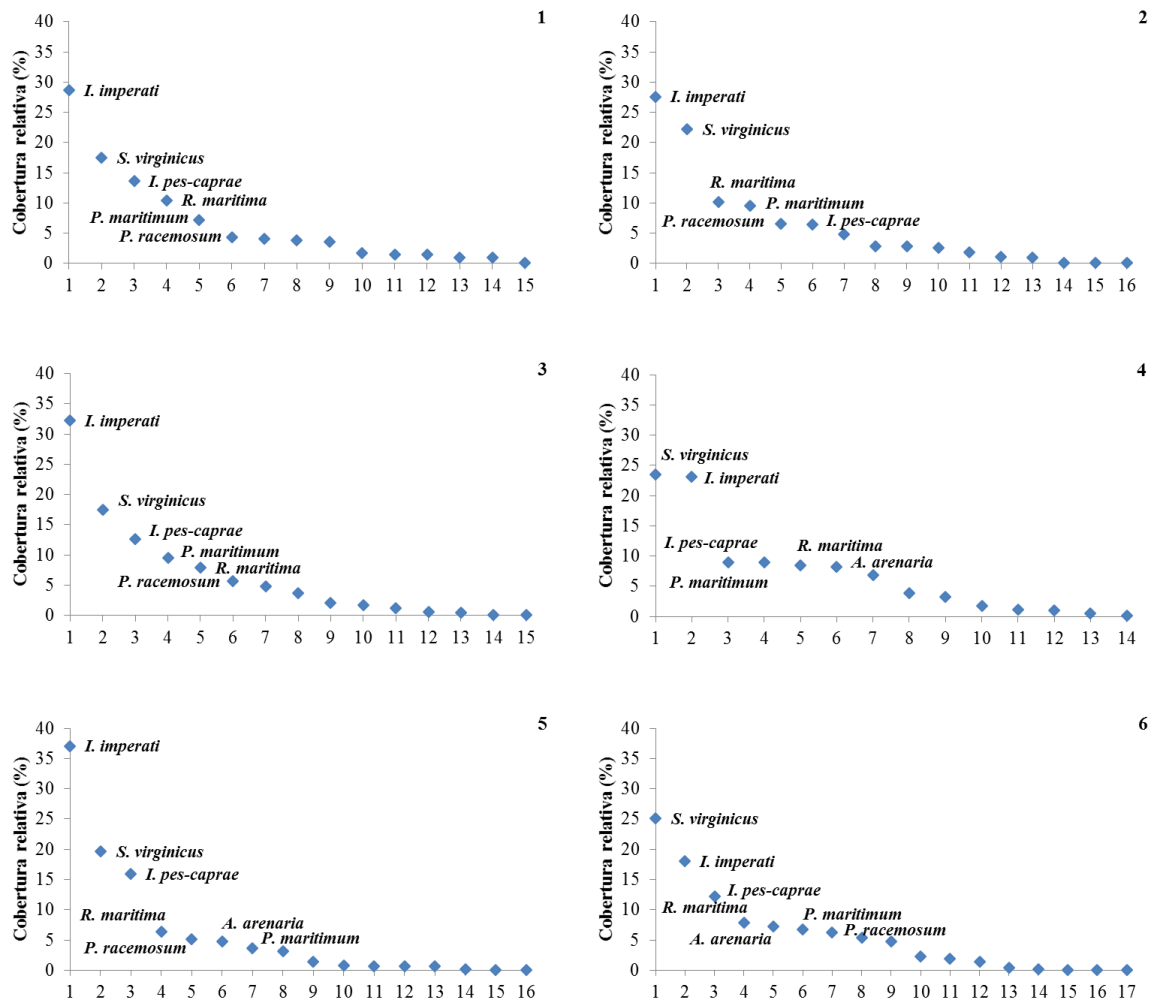 1
Cobertura relativa (%)
40
35
30
25
20
15
10
5
0
I. imperati
S. virginicus
I. pes-caprae
R. maritima
P. maritimum
P. racemosum
1 2 3 4 5 6 7 8 9 10 11 12 13 14 15
2
Cobertura relativa (%)
40
35
30
25
20
15
10
5
0
I. imperati
S. virginicus
R. maritima
P. maritimum
P. racemosum
I. pes-caprae
1 2 3 4 5 6 7 8 9 10 11 12 13 14 15 16
3
Cobertura relativa (%)
40
35
30
25
20
15
10
5
0
I. imperati
S. virginicus
I. pes-caprae
P. maritimum
R. maritima
P. racemosum
1 2 3 4 5 6 7 8 9 10 11 12 13 14 15
4
Cobertura relativa (%)
40
35
30
25
20
15
10
5
0
S. virginicus
I. imperati
I. pes-caprae
R. maritima
A. arenaria
P. maritimum
1 2 3 4 5 6 7 8 9 10 11 12 13 14
5
Cobertura relativa (%)
40
35
30
25
20
15
10
5
0
I. imperati
S. virginicus
I. pes-caprae
R. maritima
A. arenaria
P. maritimum
P. racemosum
1 2 3 4 5 6 7 8 9 10 11 12 13 14 15 16
6
Cobertura relativa (%)
40
35
30
25
20
15
10
5
0
S. virginicus
I. imperati
I. pes-caprae
R. maritima
P. maritimum
P. racemosum
A. arenaria
1 2 3 4 5 6 7 8 9 10 11 12 13 14 15 16 17